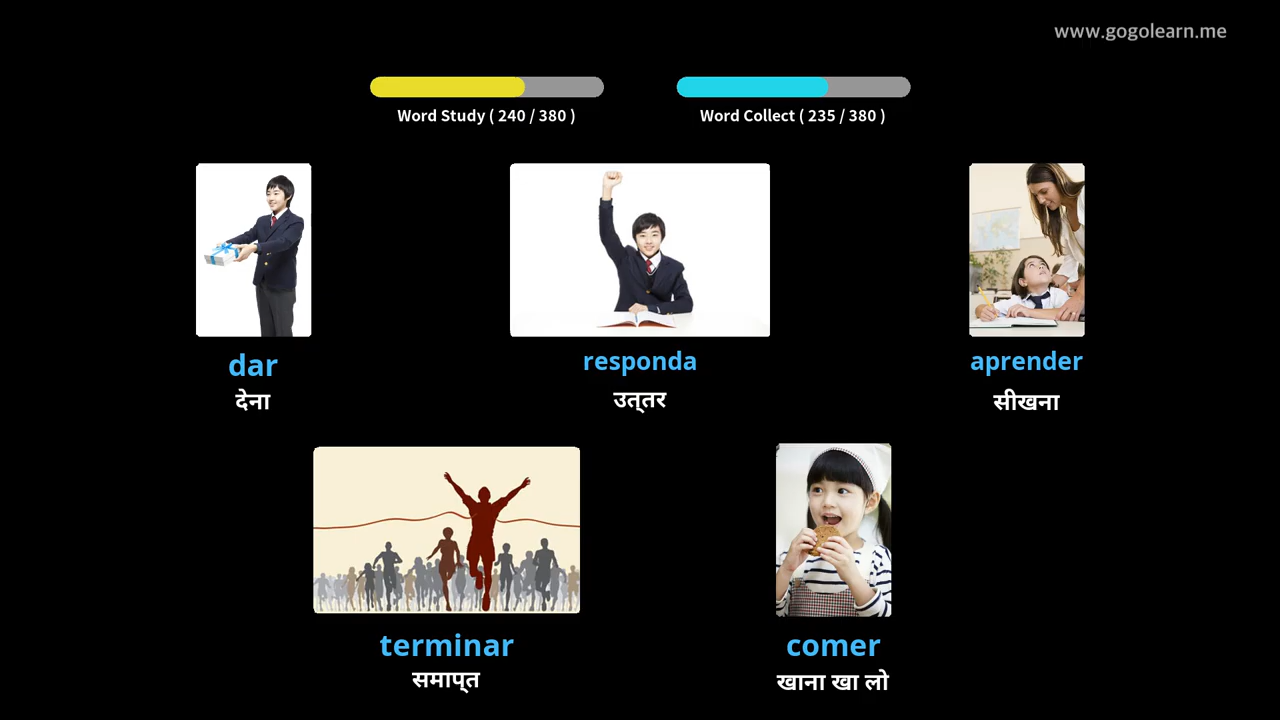 www.gogolearn.me
Word Study ( 240 / 380 )
Word Collect ( 235 / 380 )
dar
देना
responda
उत्‌तर
aprender
सीखना
terminar
समाप्‌त
comer
खाना खा लो